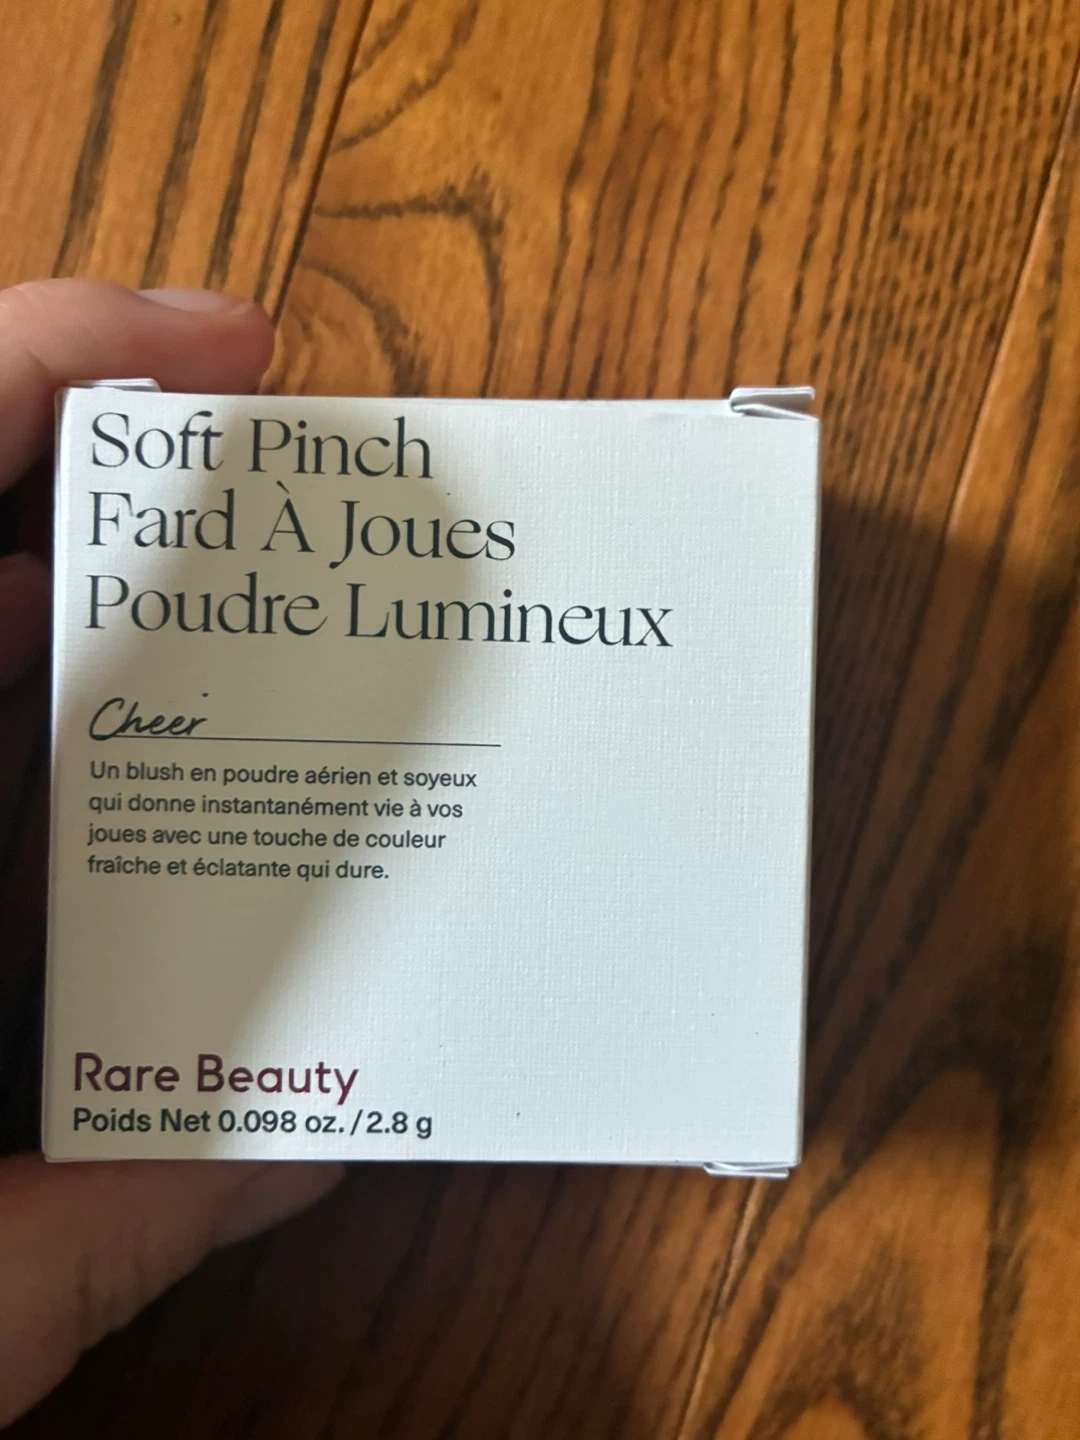 Soft Pinch
Fard À Joues
Poudre Lumineux
Cheer
Un blush en poudre aérien et soyeux
qui donne instantanément vie à vos
joues avec une touche de couleur
fraîche et éclatante qui dure.
Rare Beauty
Poids Net 0.098 oz./2.8 g